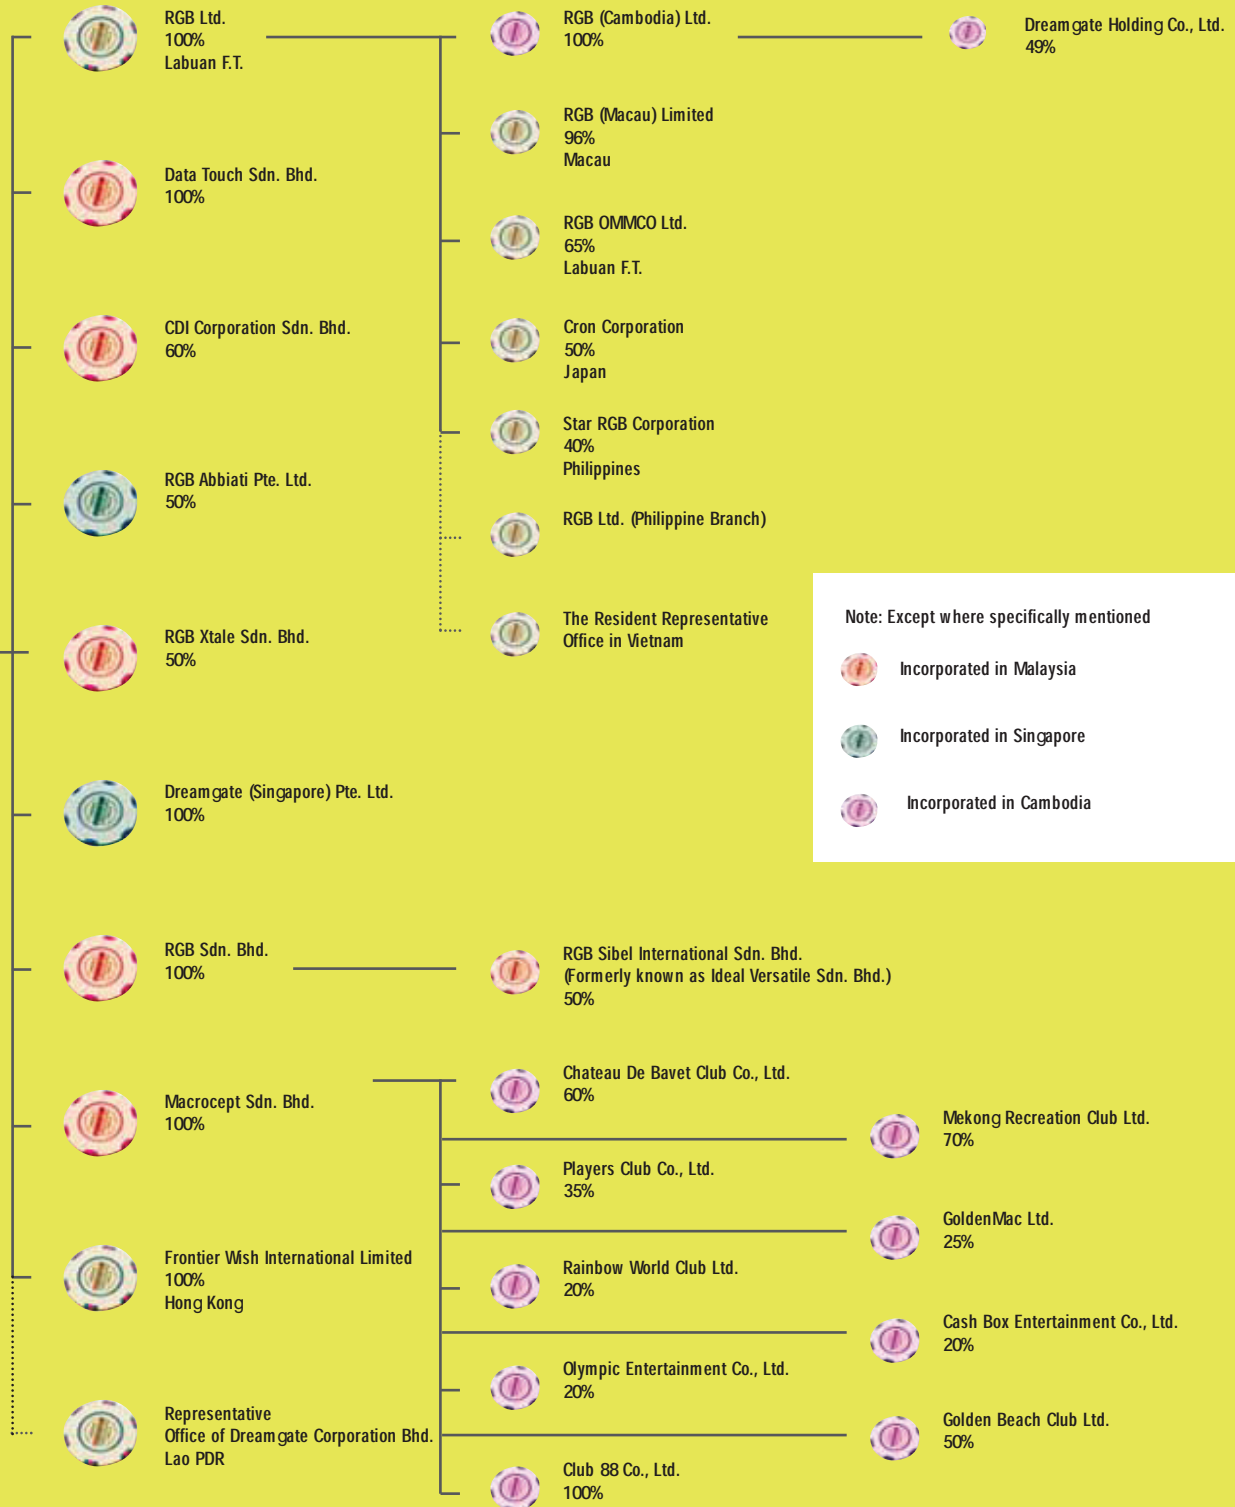 RGB Ltd.
100%
Labuan F.T.
Data Touch Sdn. Bhd.
100%
CDI Corporation Sdn. Bhd.
60%
RGB Abbiati Pte. Ltd.
50%
RGB Xtale Sdn. Bhd.
50%
Dreamgate (Singapore) Pte. Ltd.
100%
RGB Sdn. Bhd.
100%
Macrocept Sdn. Bhd.
100%
Frontier Wish International Limited
100%
Hong Kong
Representative
Office of Dreamgate Corporation Bhd.
Lao PDR
RGB (Cambodia) Ltd.
100%
RGB (Macau) Limited
96%
Macau
RGB OMMCO Ltd.
65%
Labuan F.T.
Cron Corporation
50%
Japan
Star RGB Corporation
40%
Philippines
RGB Ltd. (Philippine Branch)
The Resident Representative
Office in Vietnam
RGB Sibel International Sdn. Bhd.
(Formerly known as Ideal Versatile Sdn. Bhd.)
50%
Chateau De Bavet Club Co., Ltd.
60%
Players Club Co., Ltd.
35%
Rainbow World Club Ltd.
20%
Olympic Entertainment Co., Ltd.
20%
Club 88 Co., Ltd.
100%
Dreamgate Holding Co., Ltd.
49%
Note: Except where specifically mentioned
Incorporated in Malaysia
Incorporated in Singapore
Incorporated in Cambodia
Mekong Recreation Club Ltd.
70%
GoldenMac Ltd.
25%
Cash Box Entertainment Co., Ltd.
20%
Golden Beach Club Ltd.
50%